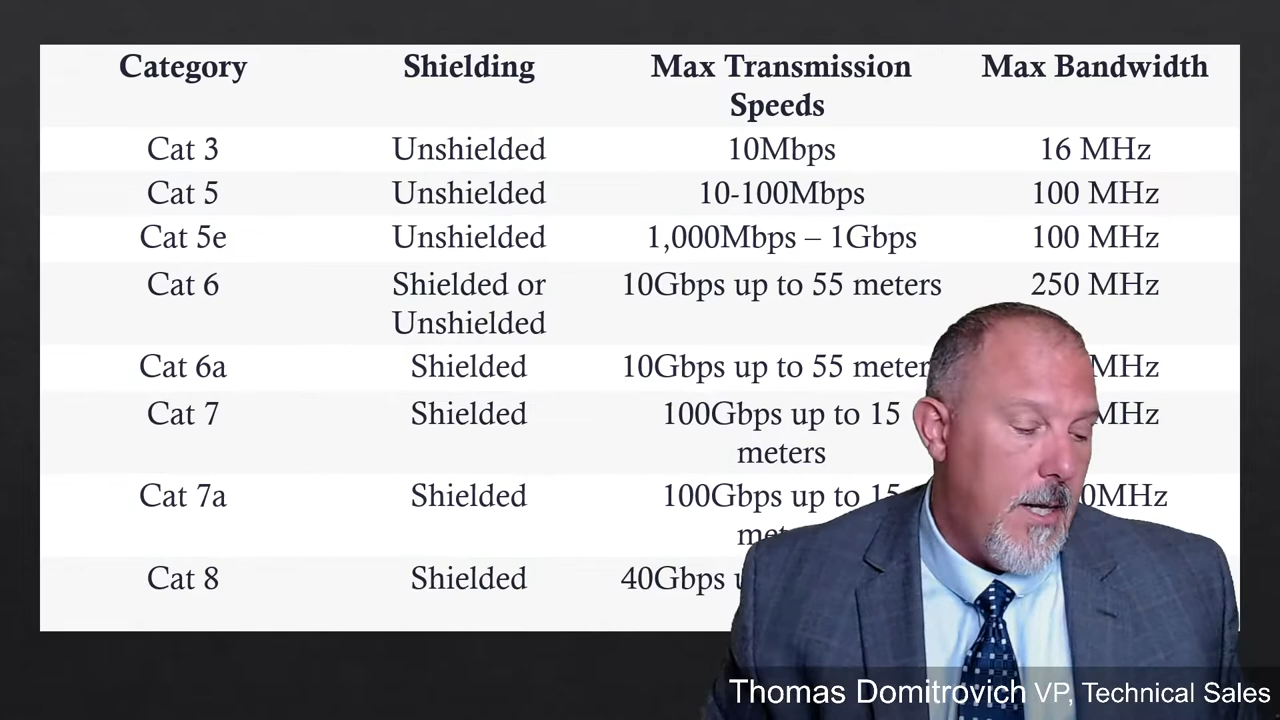 Category Shielding Max Transmission Speeds Max Bandwidth
Cat 3 Unshielded 10Mbps 16 MHz
Cat 5 Unshielded 10-100Mbps 100 MHz
Cat 5e Unshielded 1,000Mbps – 1Gbps 100 MHz
Cat 6 Shielded or Unshielded 10Gbps up to 55 meters 250 MHz
Cat 6a Shielded 10Gbps up to 55 MHz
Cat 7 Shielded 100Gbps up to 15 meters MHz
Cat 7a Shielded 100Gbps up to 15
Cat 8 Shielded 40Gbps
Thomas Domitrovich VP, Technical Sales